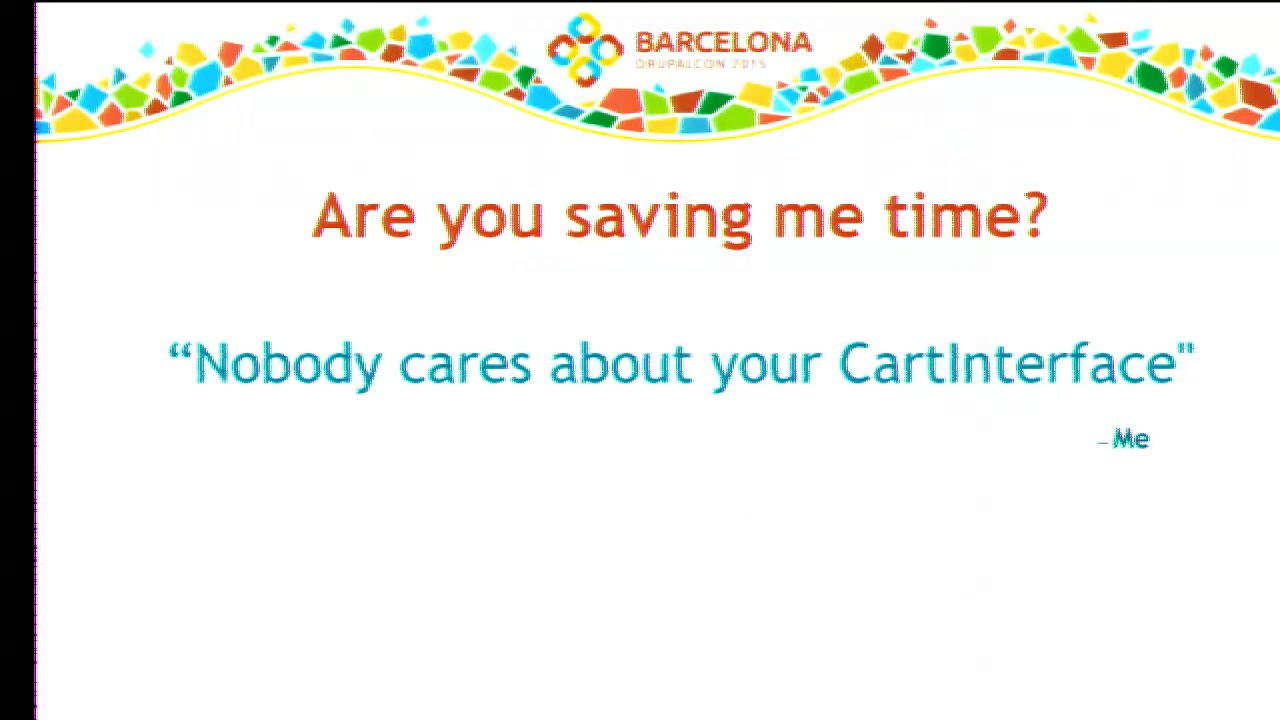 BARCELONA
DRUPALCON 2015
Are you saving me time?
“Nobody cares about your CartInterface"
–Me